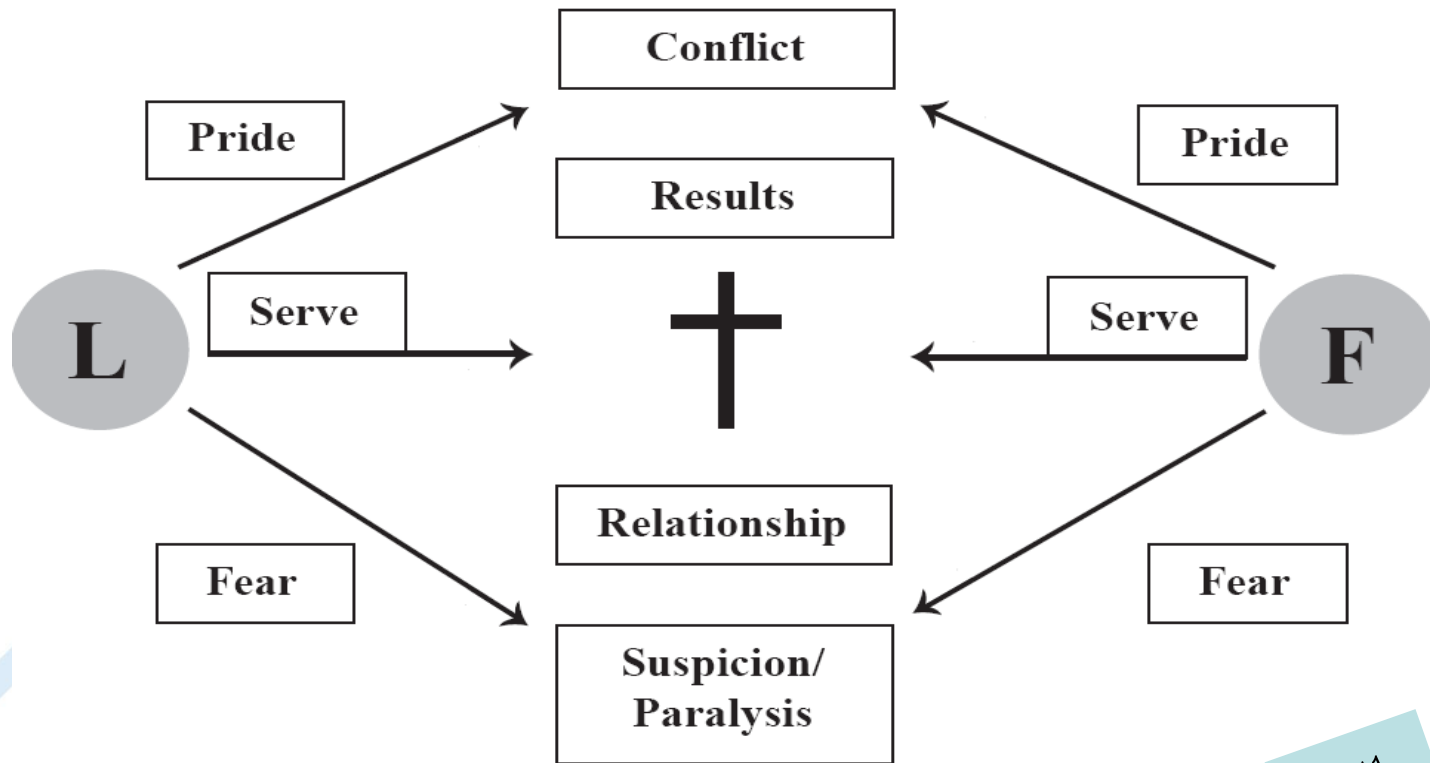 Conflict
Pride
Pride
Results
Serve
Serve
L
F
Relationship
Fear
Fear
Suspicion/
Paralysis